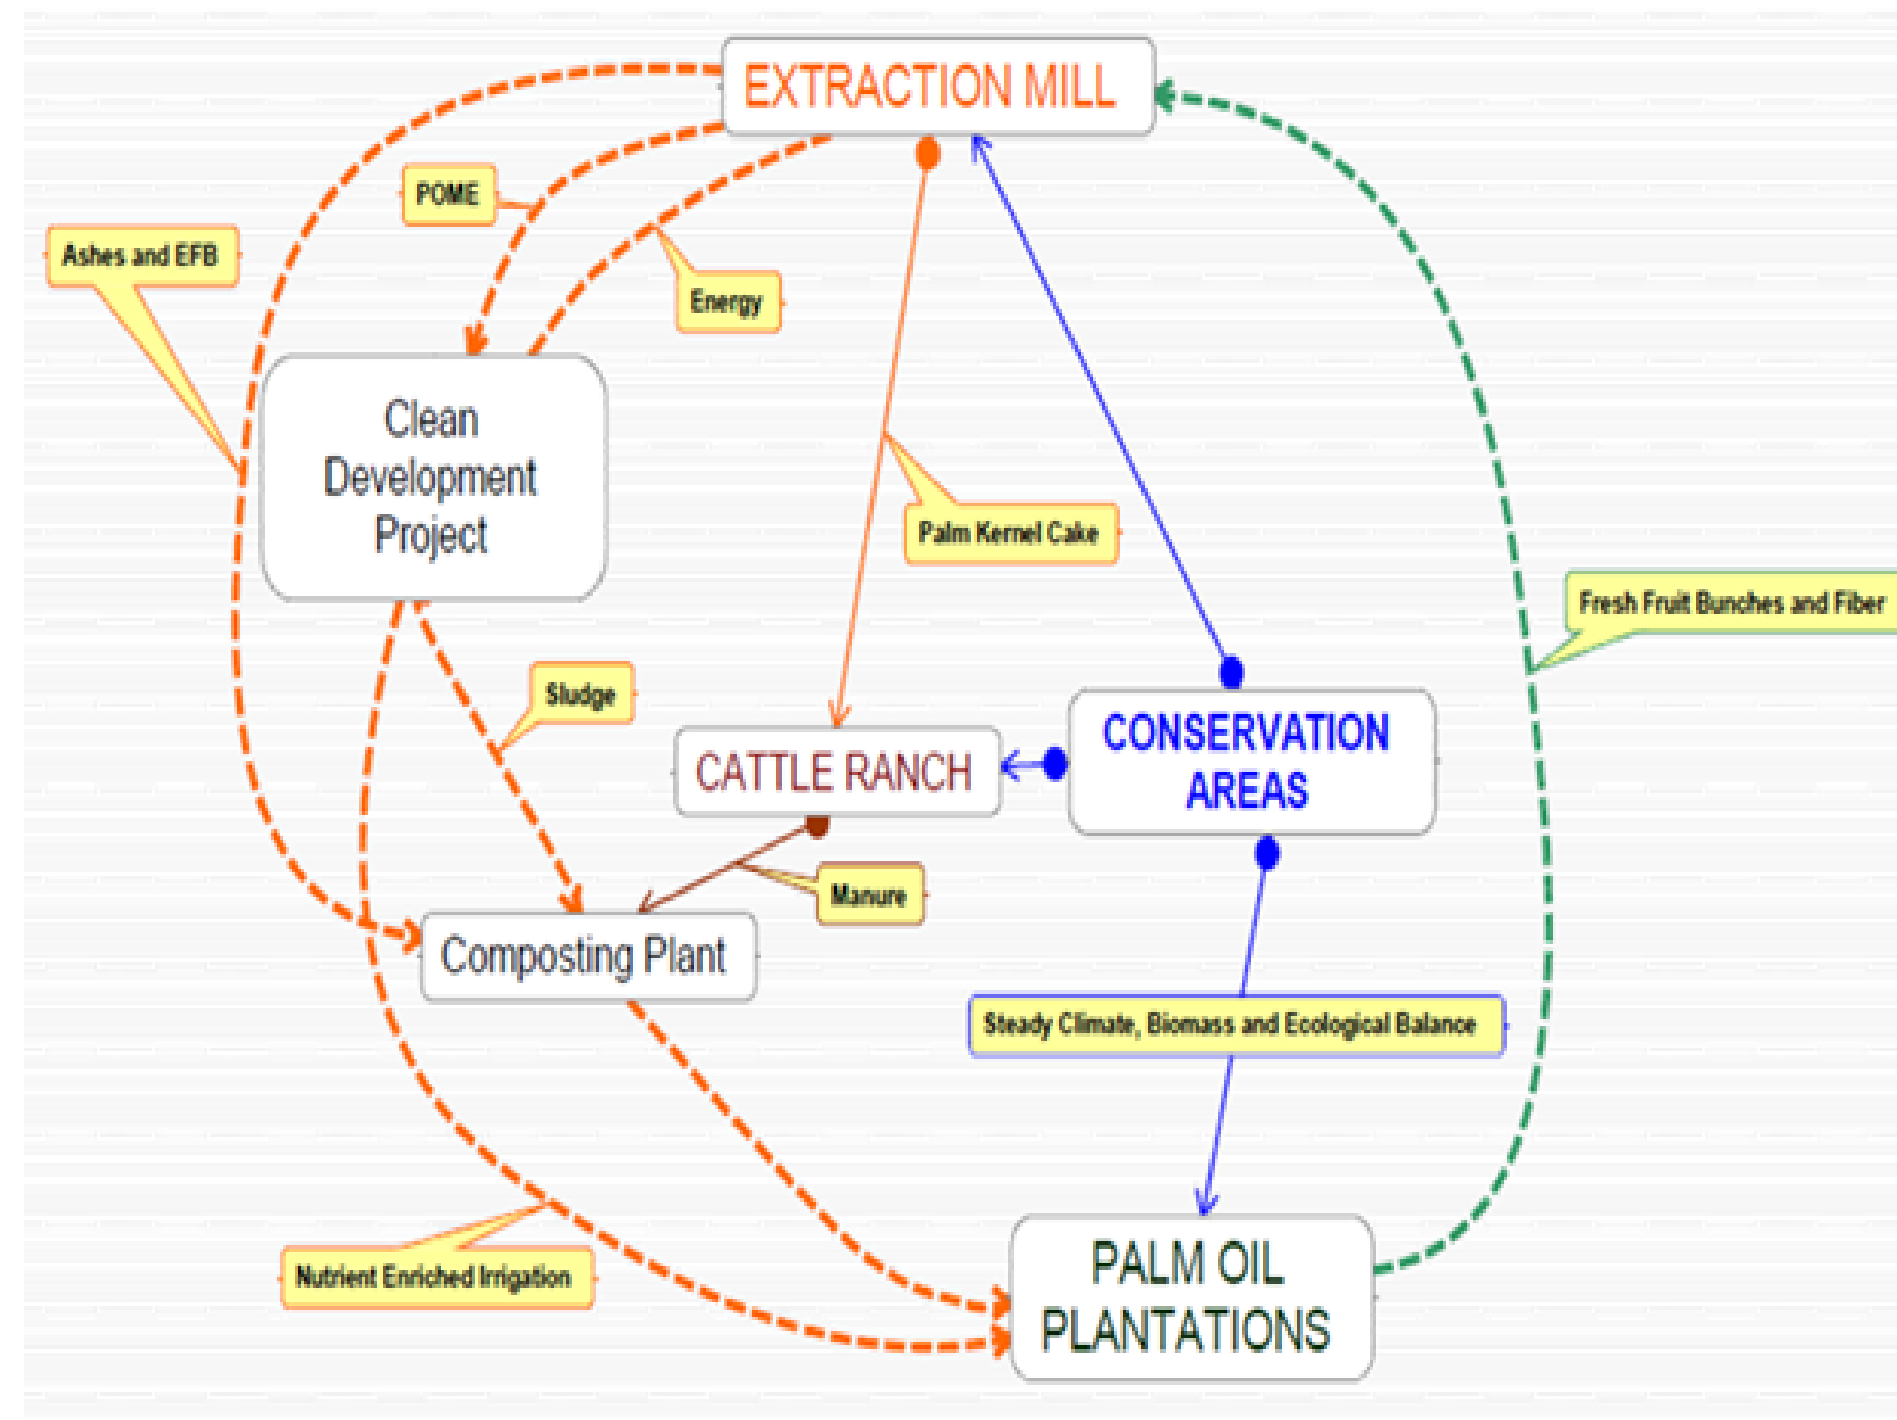 EXTRACTION MILL
POME
Ashes and EFB
Energy
Clean
Development
Project
Palm Kernel Cake
Fresh Fruit Bunches and Fiber
Sludge
CATTLE RANCH
CONSERVATION
AREAS
Manure
Composting Plant
Steady Climate, Biomass and Ecological Balance
Nutrient Enriched Irrigation
PALM OIL
PLANTATIONS